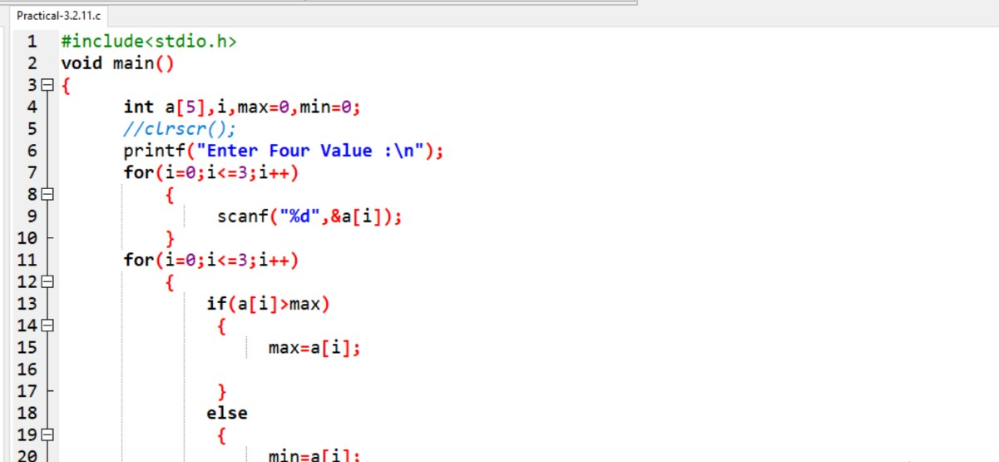 Practical-3.2.11.c
1 #include<stdio.h>
2 void main()
3 {
4 int a[5],i,max=0,min=0;
5 //clrscr();
6 printf("Enter Four Value :\n");
7 for(i=0;i<=3;i++)
8 {
9 scanf("%d",&a[i]);
10 }
11 for(i=0;i<=3;i++)
12 {
13 if(a[i]>max)
14 {
15 max=a[i];
16
17 }
18 else
19 {
20 min=a[i];